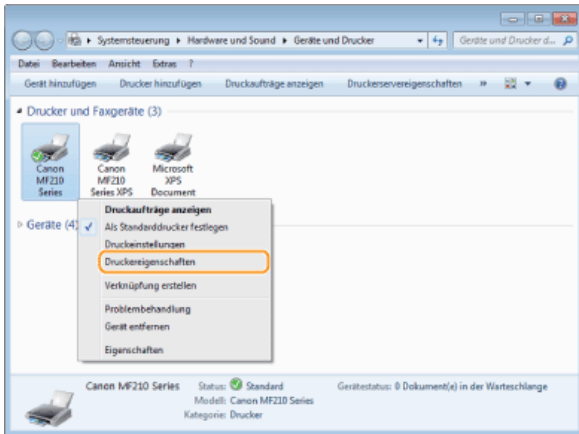 Systemsteuerung ▸ Hardware und Sound ▸ Geräte und Drucker
Geräte und Drucker d...
Datei Bearbeiten Ansicht Extras ?
Gerät hinzufügen Drucker hinzufügen Druckaufträge anzeigen Druckerservereigenschaften »
Drucker und Faxgeräte (3)
Canon MF210 Series
Canon MF210 Series XPS
Microsoft XPS Document
Geräte (4)
Druckaufträge anzeigen
Als Standarddrucker festlegen
Druckeinstellungen
Druckereigenschaften
Verknüpfung erstellen
Problembehandlung
Gerät entfernen
Eigenschaften
Canon MF210 Series Status: Standard Gerätestatus: 0 Dokument(e) in der Warteschlange
Modell: Canon MF210 Series
Kategorie: Drucker